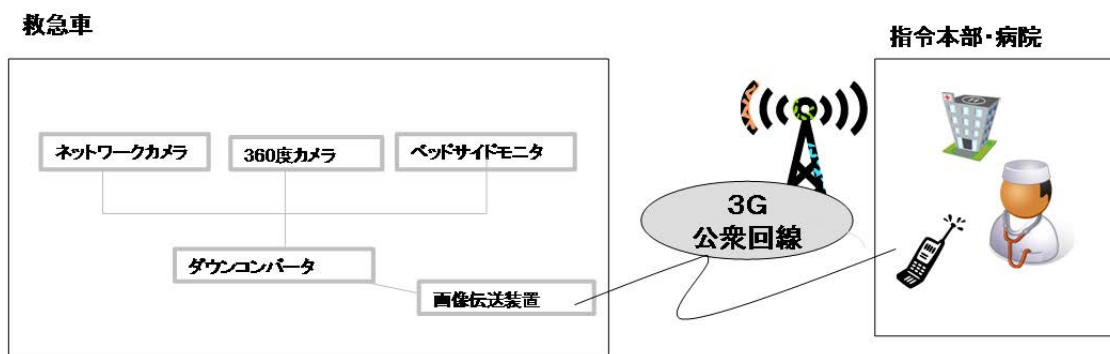 救急車
指令本部・病院
ネットワークカメラ
360度カメラ
ベッドサイドモニタ
3G
公衆回線
ダウンコンバータ
画像伝送装置